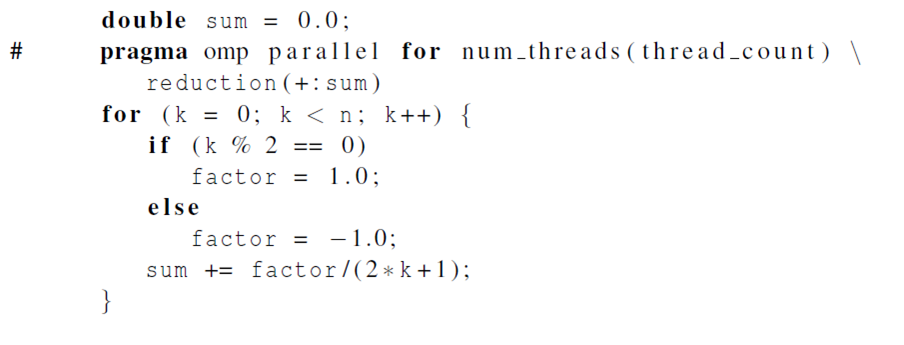 double sum = 0.0;
# pragma omp parallel for num_threads(thread_count) \
reduction(+:sum)
for (k = 0; k < n; k++) {
if (k % 2 == 0)
factor = 1.0;
else
factor = −1.0;
sum += factor/(2*k+1);
}